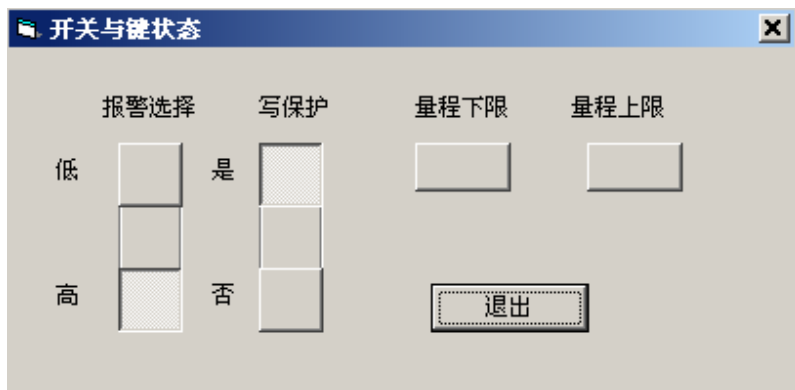 开关与键状态
报警选择 写保护 量程下限 量程上限
低 是
高 否 退出